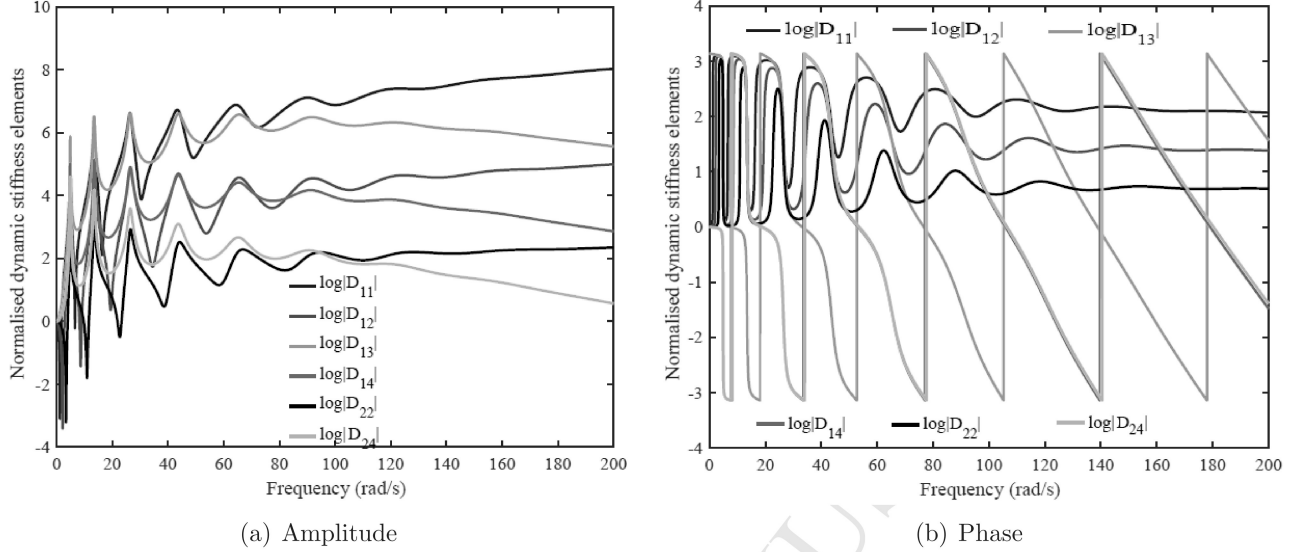 Normalised dynamic stiffness elements
10
8
6
4
2
0
-2
-4
log|D11|
log|D12|
log|D13|
log|D14|
log|D22|
log|D24|
0 20 40 60 80 100 120 140 160 180 200
Frequency (rad/s)
(a) Amplitude
Normalised dynamic stiffness elements
4
3
2
1
0
-1
-2
-3
-4
log|D11| log|D12| log|D13|
log|D14| log|D22| log|D24|
0 20 40 60 80 100 120 140 160 180 200
Frequency (rad/s)
(b) Phase